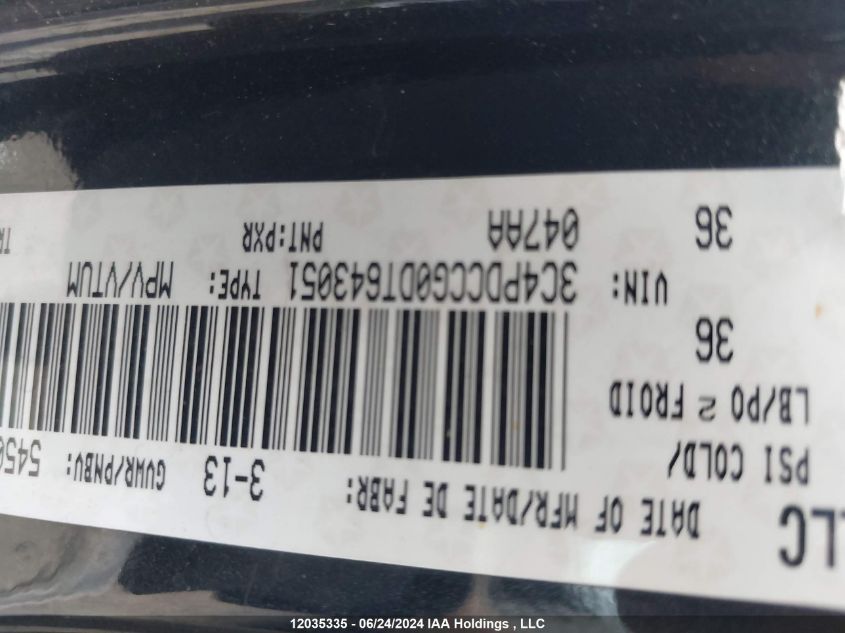 LLC
DATE OF MFR/DATE DE FABR: 3-13 GVWR/PNBV: 545
PSI COLD/
LB/PO 2 FROID
36
VIN: 3C4PDCCG0DT643051 TYPE: MPV/VTUM
36 047AA PNT:PXR
12035335 - 06/24/2024 IAA Holdings , LLC